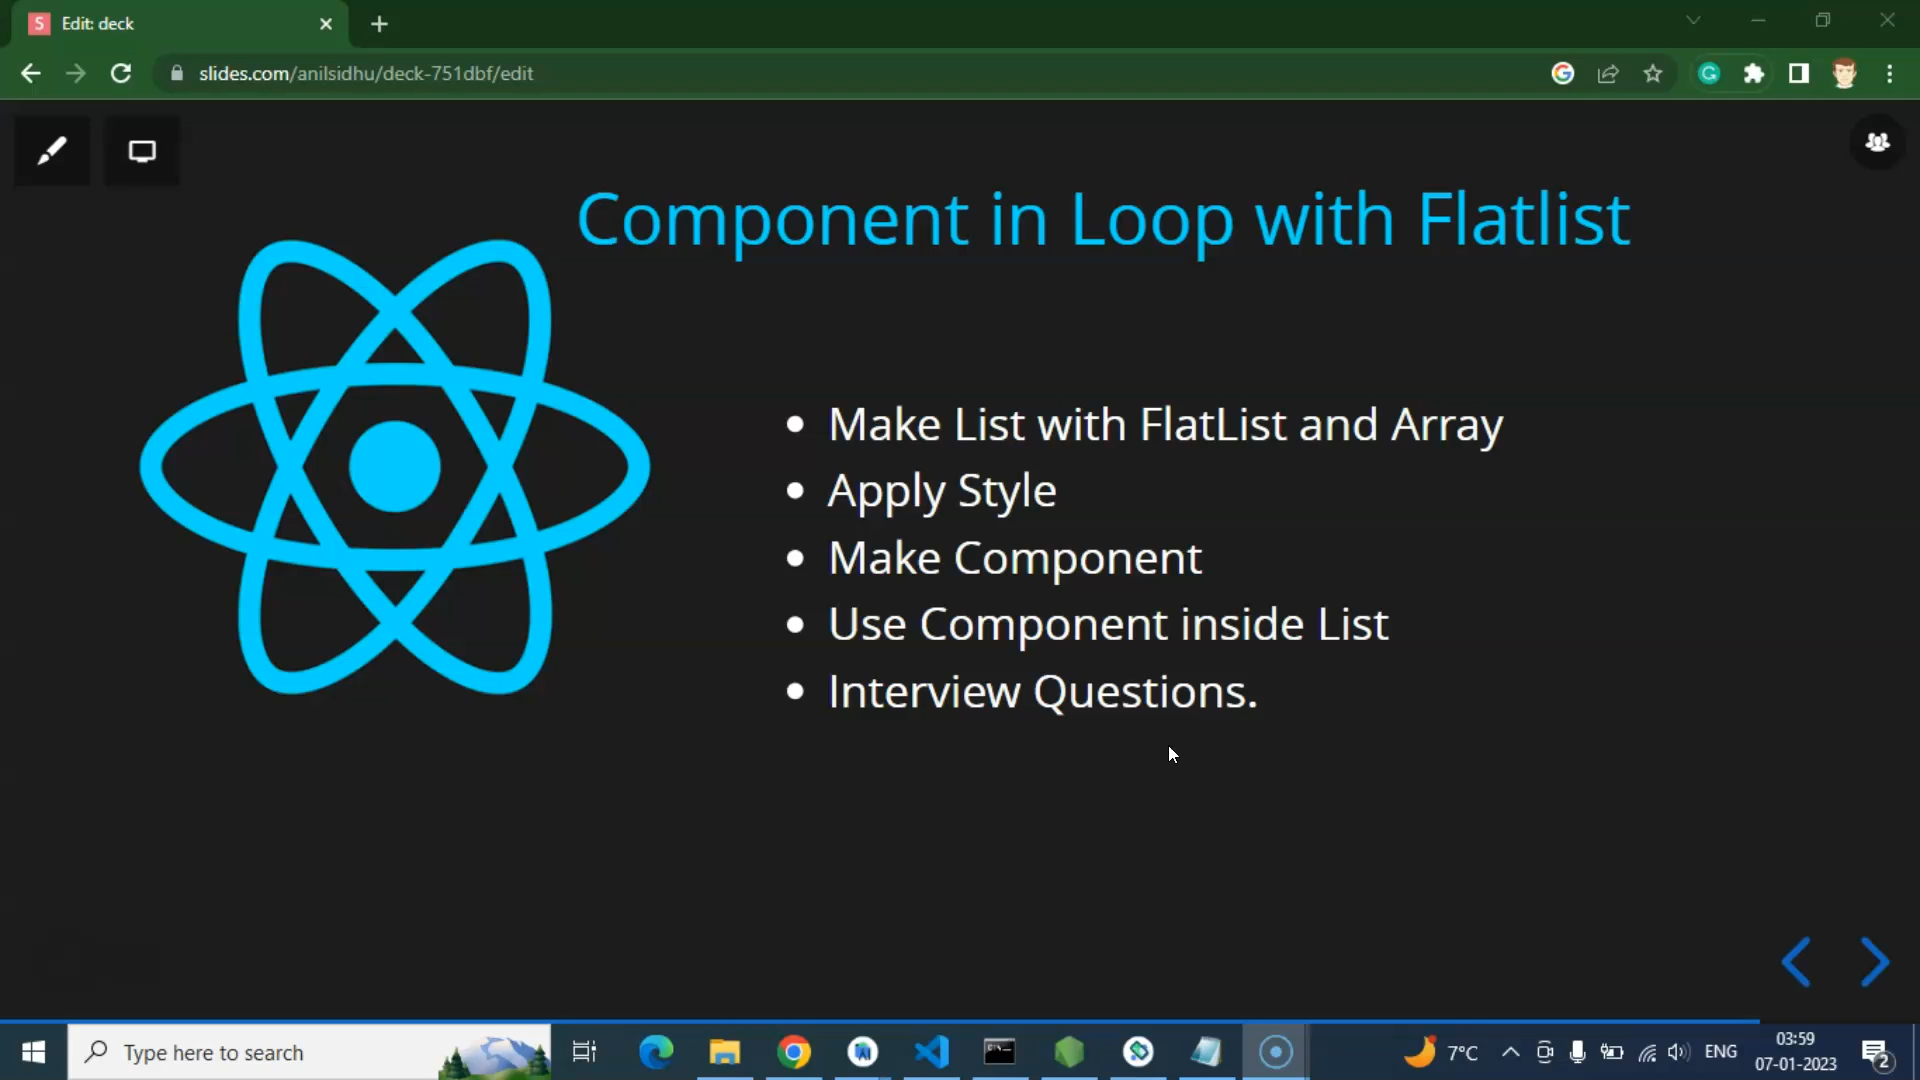 S Edit: deck
slides.com/anilsidhu/deck-751dbf/edit
Component in Loop with Flatlist
Make List with FlatList and Array
Apply Style
Make Component
Use Component inside List
Interview Questions.
Type here to search
7°C
ENG
03:59
07-01-2023
2